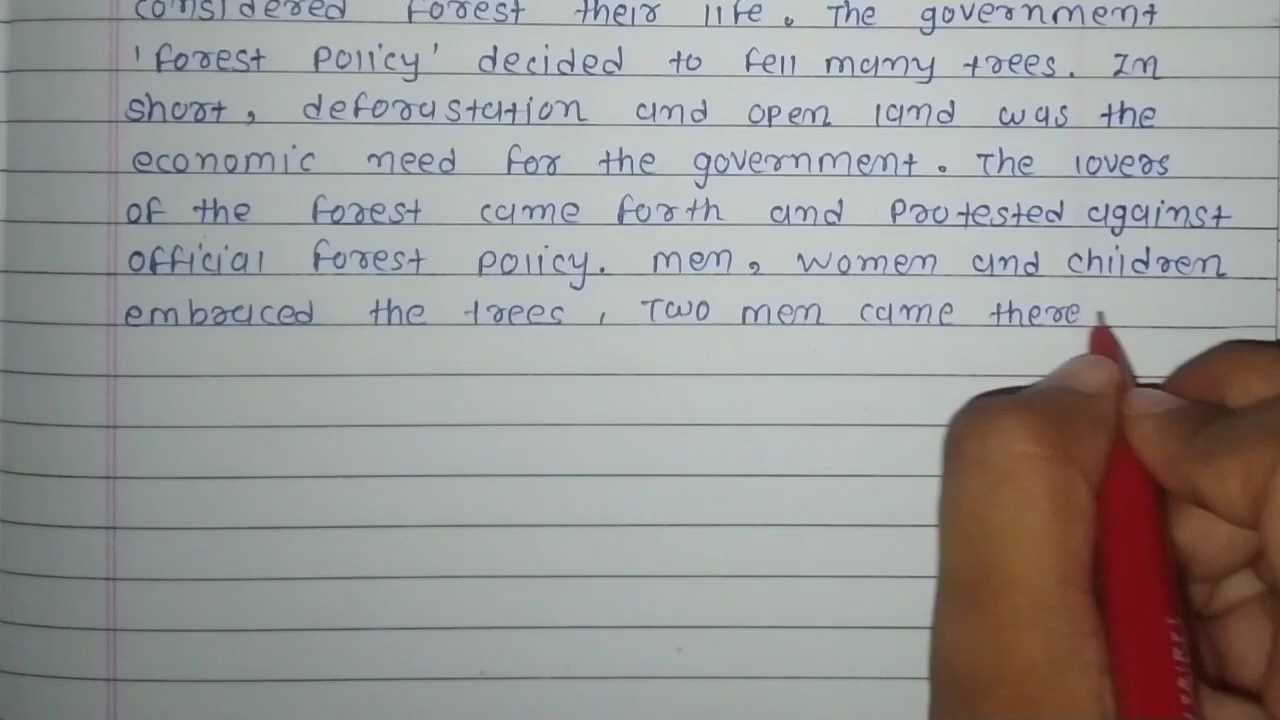 considered forest their life. The government
'forest policy' decided to fell many trees. In
short, deforastation and open land was the
economic need for the government. The lovers
of the forest came forth and protested against
official forest policy. men, women and children
embraced the trees, Two men came there